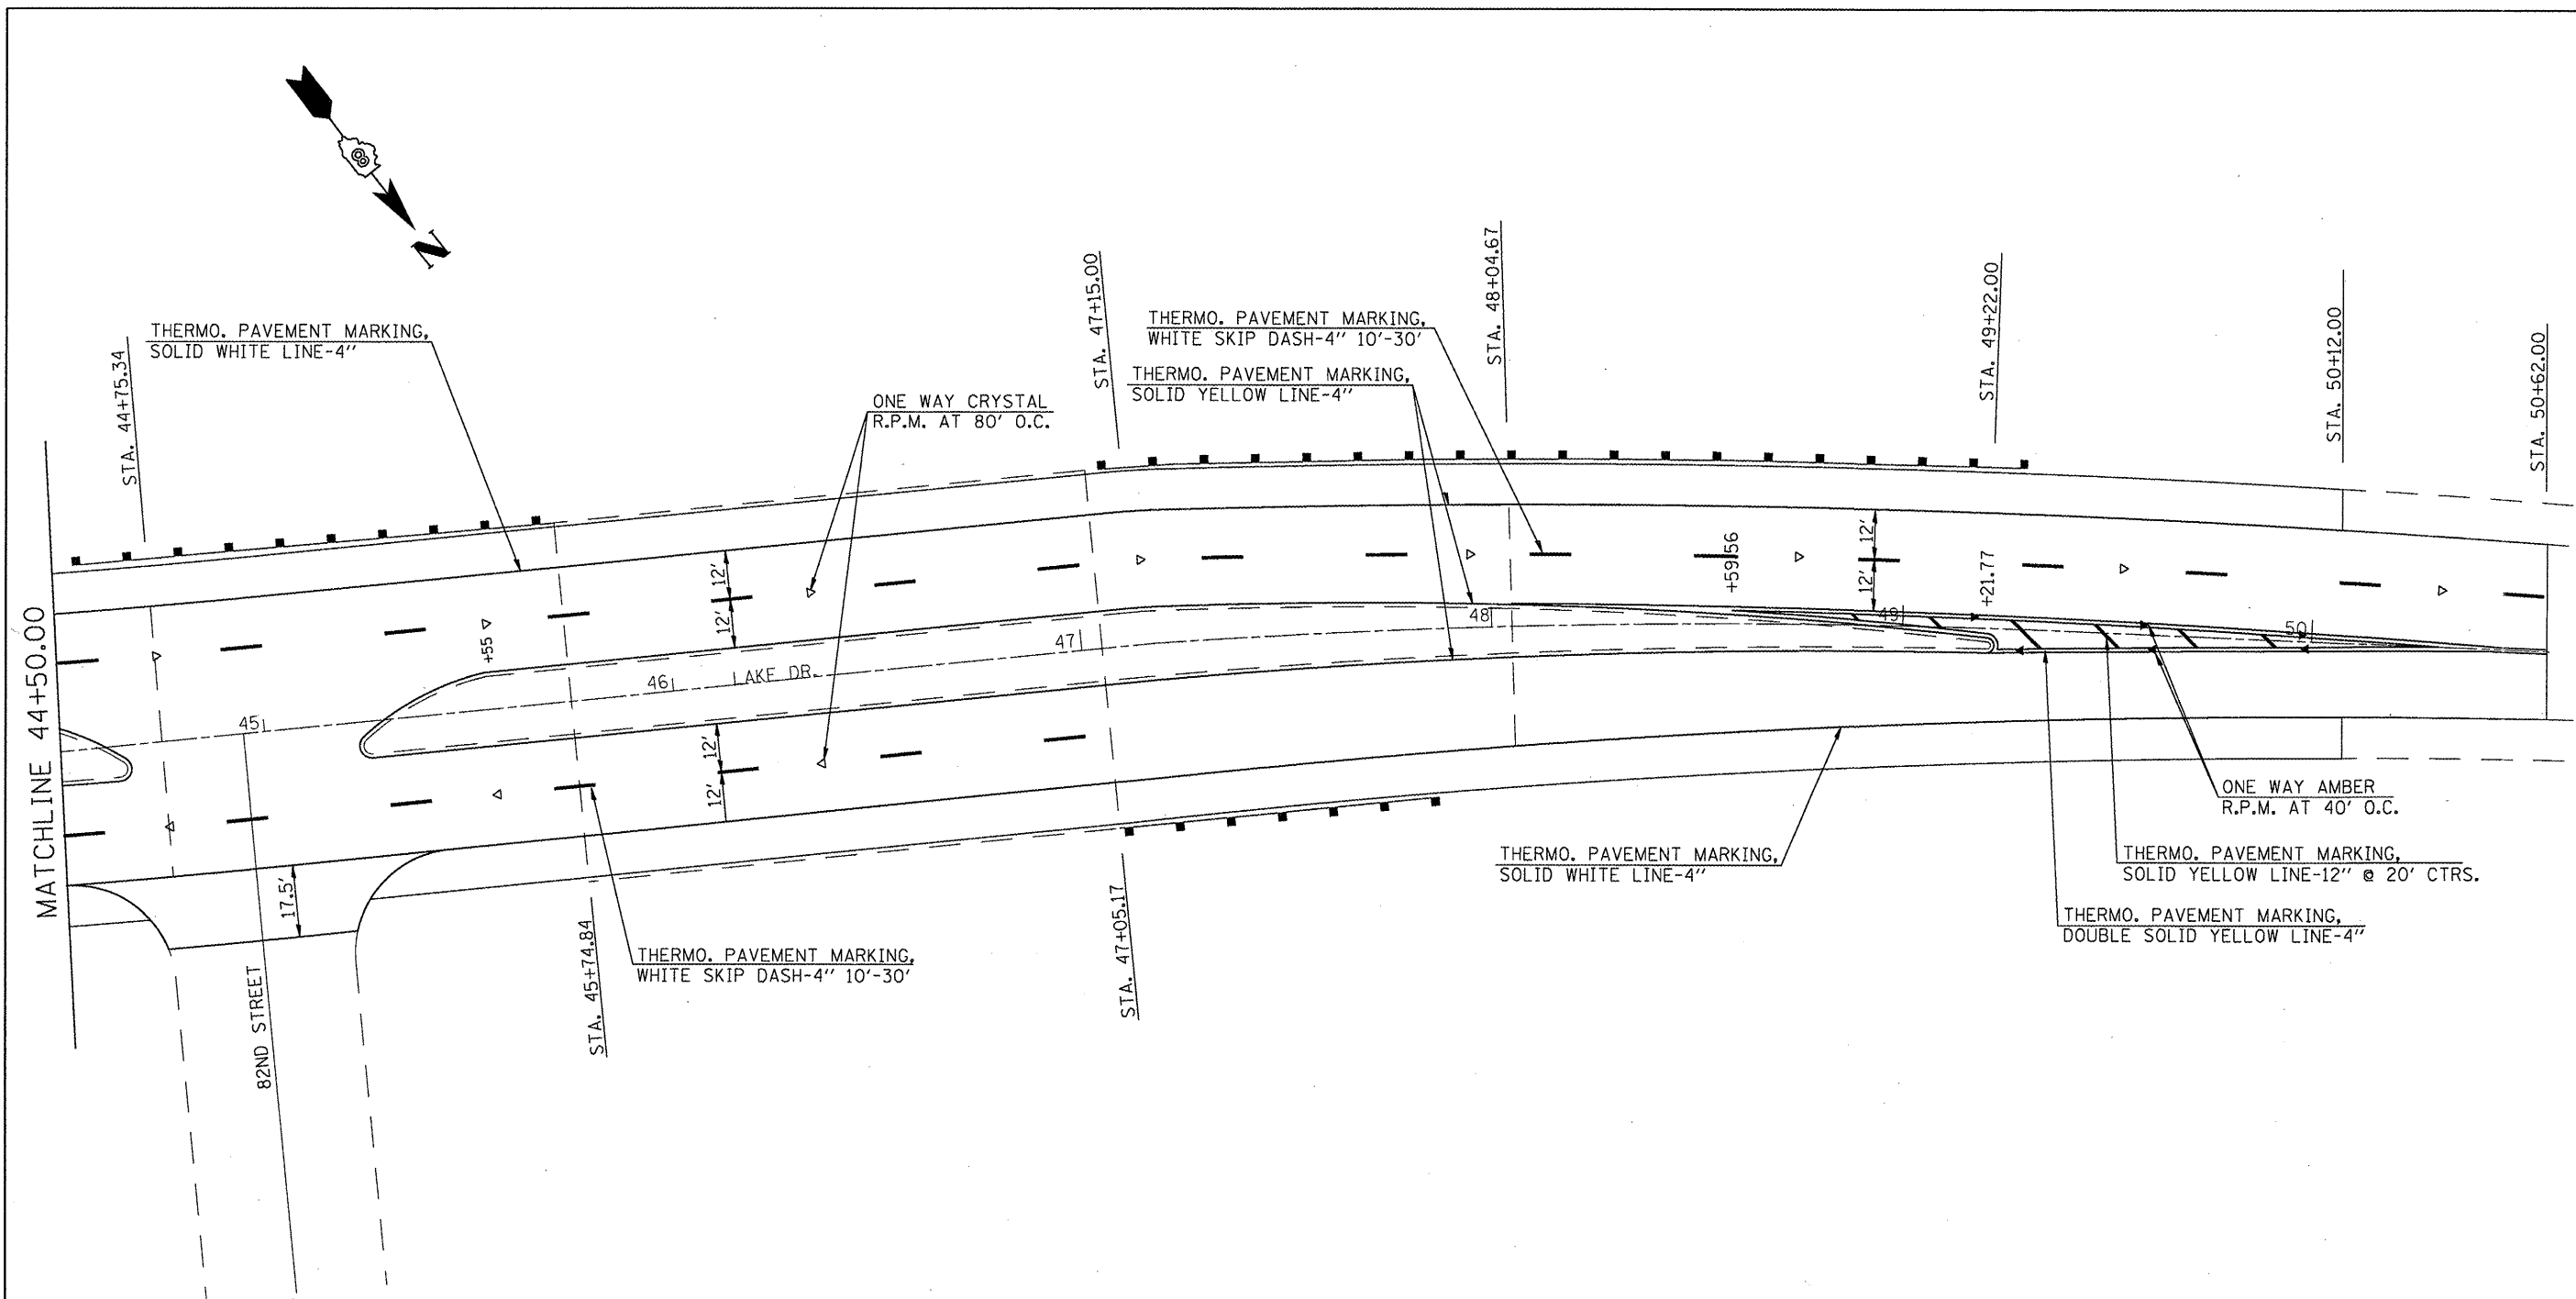 8
N
THERMO. PAVEMENT MARKING,
SOLID WHITE LINE-4"
STA. 44+75.34
ONE WAY CRYSTAL
R.P.M. AT 80' O.C.
STA. 47+15.00
THERMO. PAVEMENT MARKING,
WHITE SKIP DASH-4" 10'-30'
THERMO. PAVEMENT MARKING,
SOLID YELLOW LINE-4"
STA. 48+04.67
STA. 49+22.00
STA. 50+12.00
STA. 50+62.00
MATCHLINE 44+50.00
+55
12'
12'
+59.56
12'
12'
+21.77
45
46
LAKE DR.
47
48
49
50
12'
12'
17.5'
82ND STREET
THERMO. PAVEMENT MARKING,
WHITE SKIP DASH-4" 10'-30'
STA. 45+74.84
STA. 47+05.17
THERMO. PAVEMENT MARKING,
SOLID WHITE LINE-4"
ONE WAY AMBER
R.P.M. AT 40' O.C.
THERMO. PAVEMENT MARKING,
SOLID YELLOW LINE-12" @ 20' CTRS.
THERMO. PAVEMENT MARKING,
DOUBLE SOLID YELLOW LINE-4"